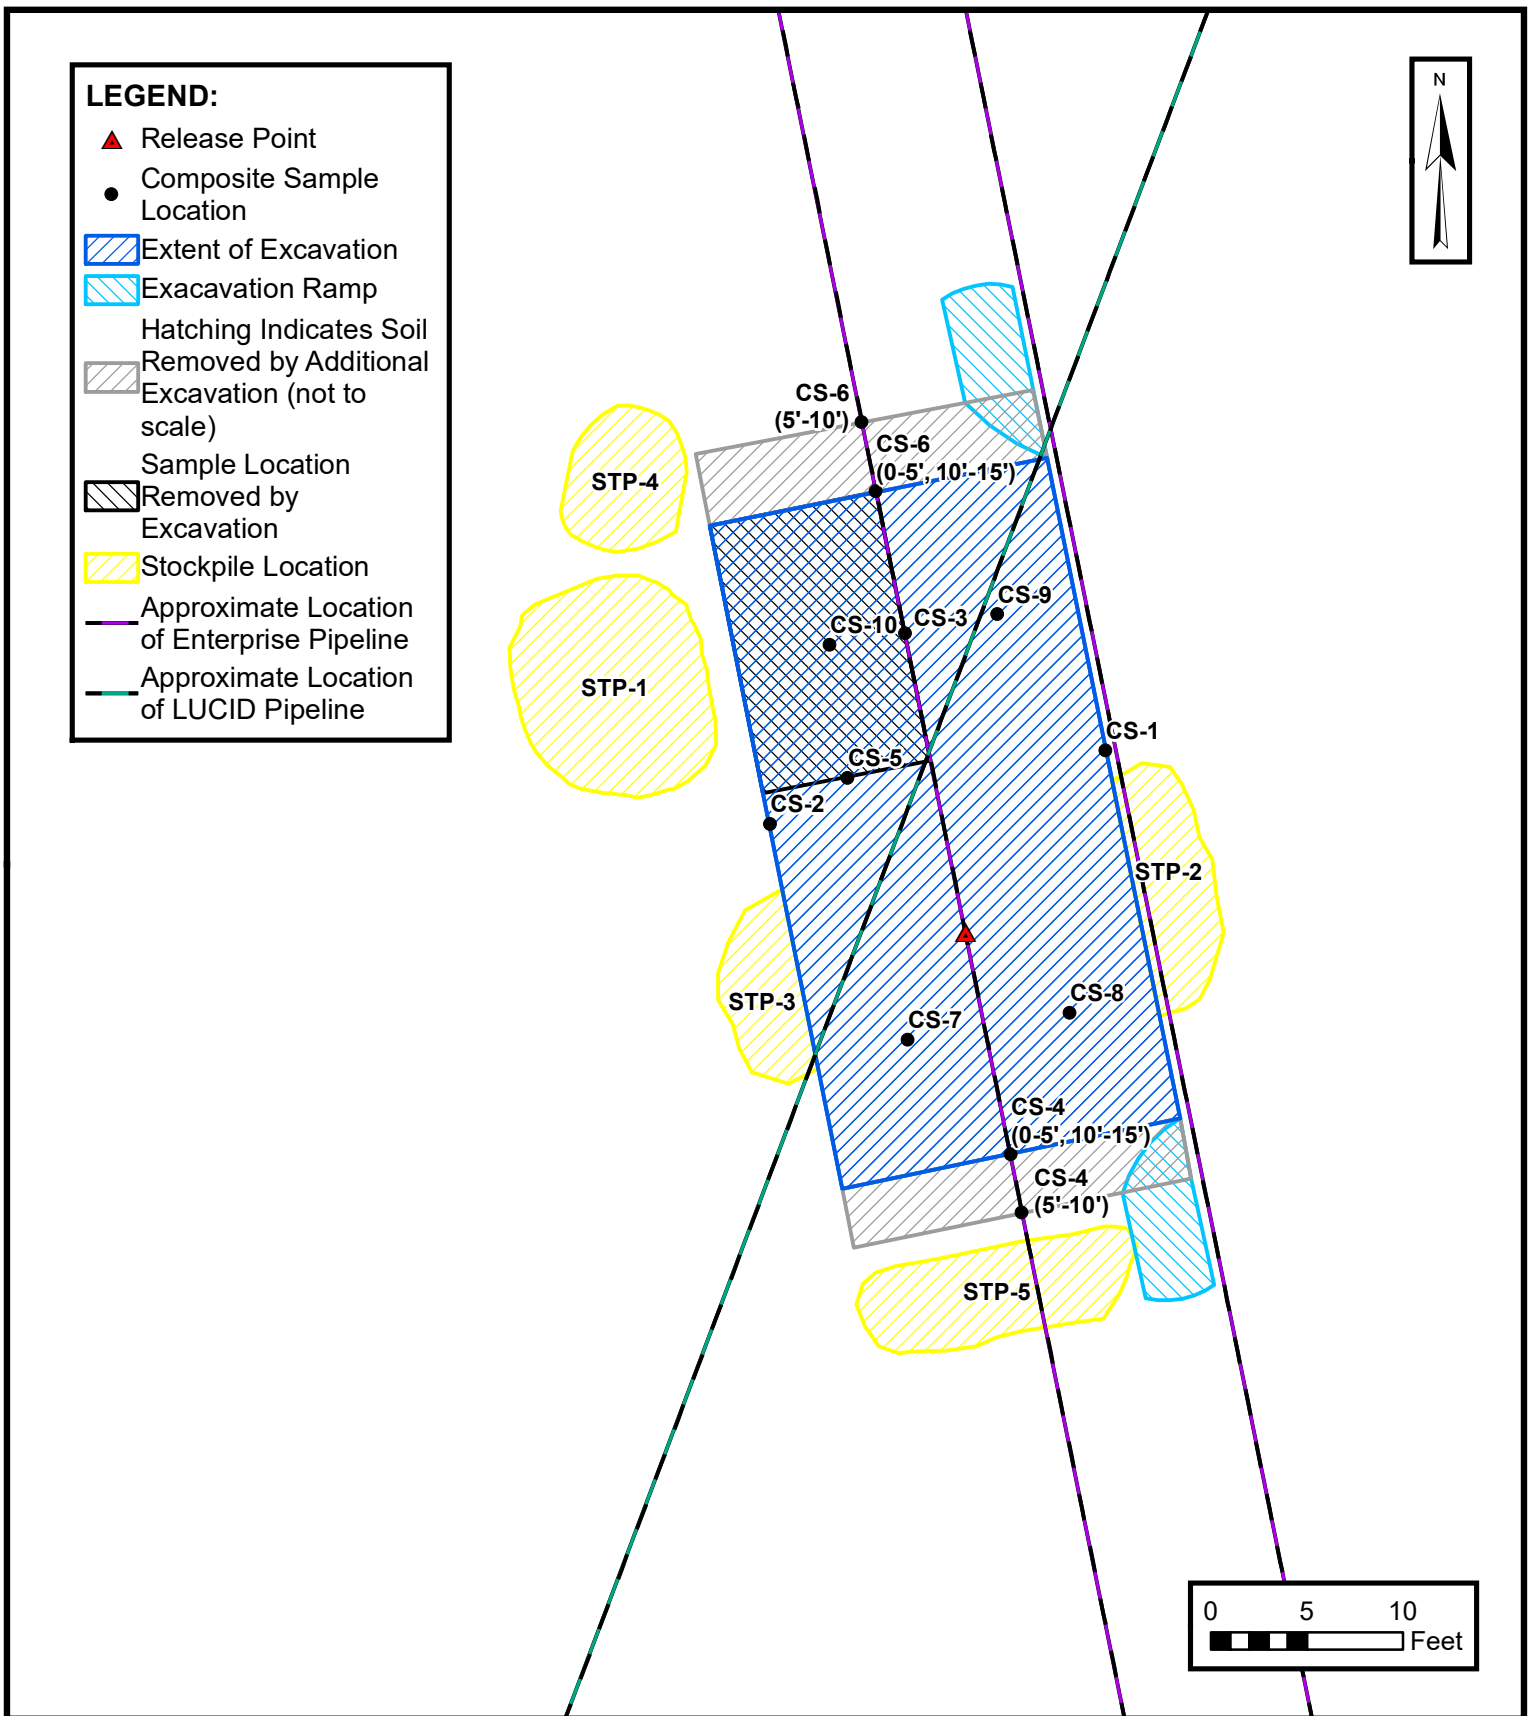 LEGEND:
Release Point
Composite Sample
Location
Extent of Excavation
Exacavation Ramp
Hatching Indicates Soil
Removed by Additional
Excavation (not to
scale)
Sample Location
Removed by
Excavation
Stockpile Location
Approximate Location
of Enterprise Pipeline
Approximate Location
of LUCID Pipeline
N
CS-6
(5'-10')
CS-6
(0-5', 10'-15')
STP-4
CS-9
CS-10
CS-3
STP-1
CS-1
CS-5
CS-2
STP-2
STP-3
CS-8
CS-7
CS-4
(0-5', 10'-15')
CS-4
(5'-10')
STP-5
0 5 10
Feet